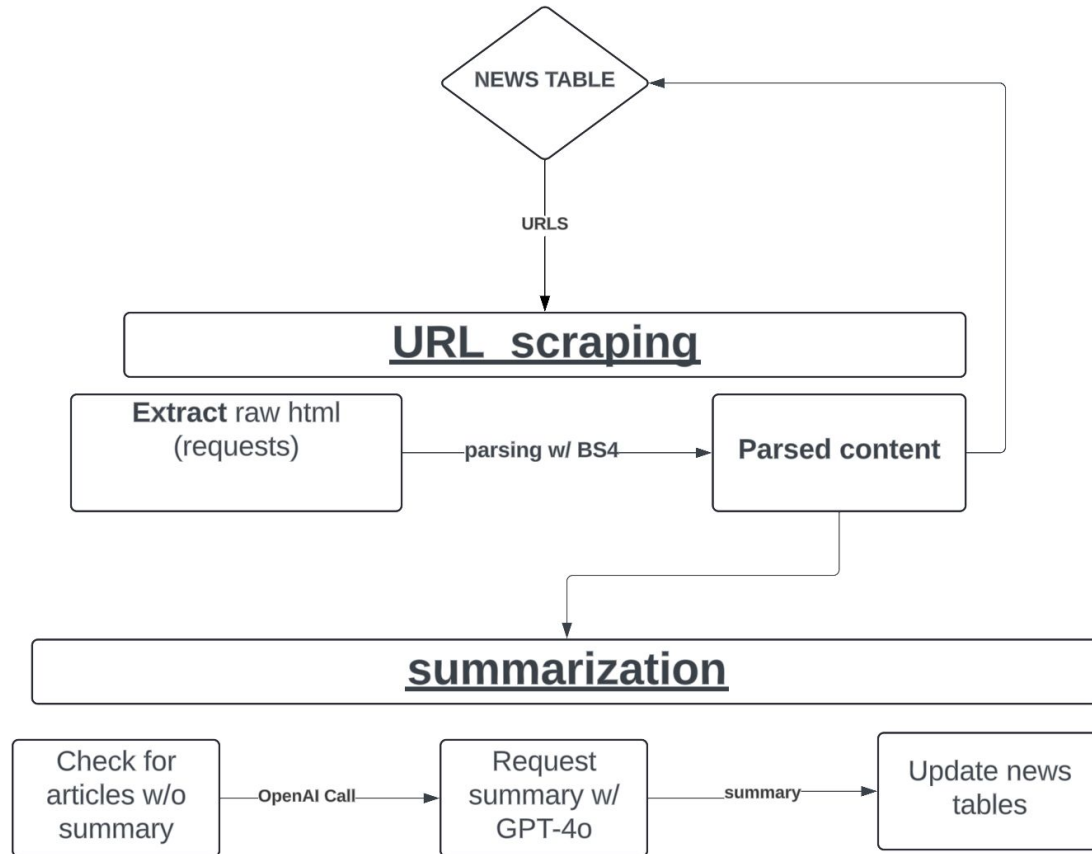 NEWS TABLE
URLS
URL scraping
Extract raw html
(requests)
parsing w/ BS4
Parsed content
summarization
Check for
articles w/o
summary
OpenAI Call
Request
summary w/
GPT-4o
summary
Update news
tables